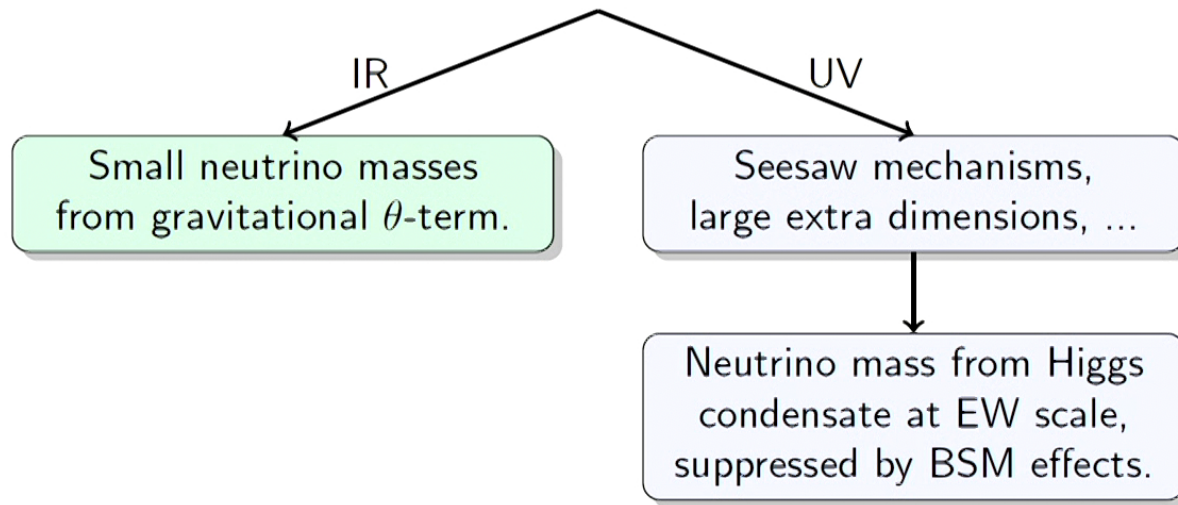 IR
UV
Small neutrino masses
from gravitational θ-term.
Seesaw mechanisms,
large extra dimensions, ...
Neutrino mass from Higgs
condensate at EW scale,
suppressed by BSM effects.